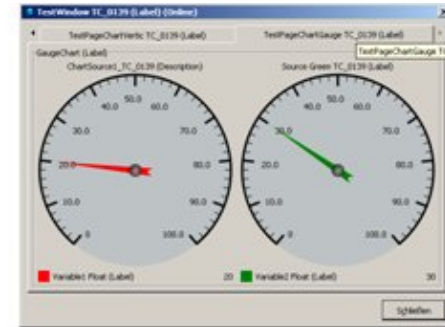 TestWindow TC_0139 (Label) (Online)
TestPageChartVertic TC_0139 (Label)
TestPageChartGauge TC_0139 (Label)
TestPageChartGauge TC
GaugeChart (Label)
ChartSource1_TC_0139 (Description)
0
10.0
20.0
30.0
40.0
50.0
60.0
70.0
80.0
90.0
100.0
Variable1 Float (Label)
20
Source Green TC_0139 (Label)
0
10.0
20.0
30.0
40.0
50.0
60.0
70.0
80.0
90.0
100.0
Variable2 Float (Label)
30
Schließen